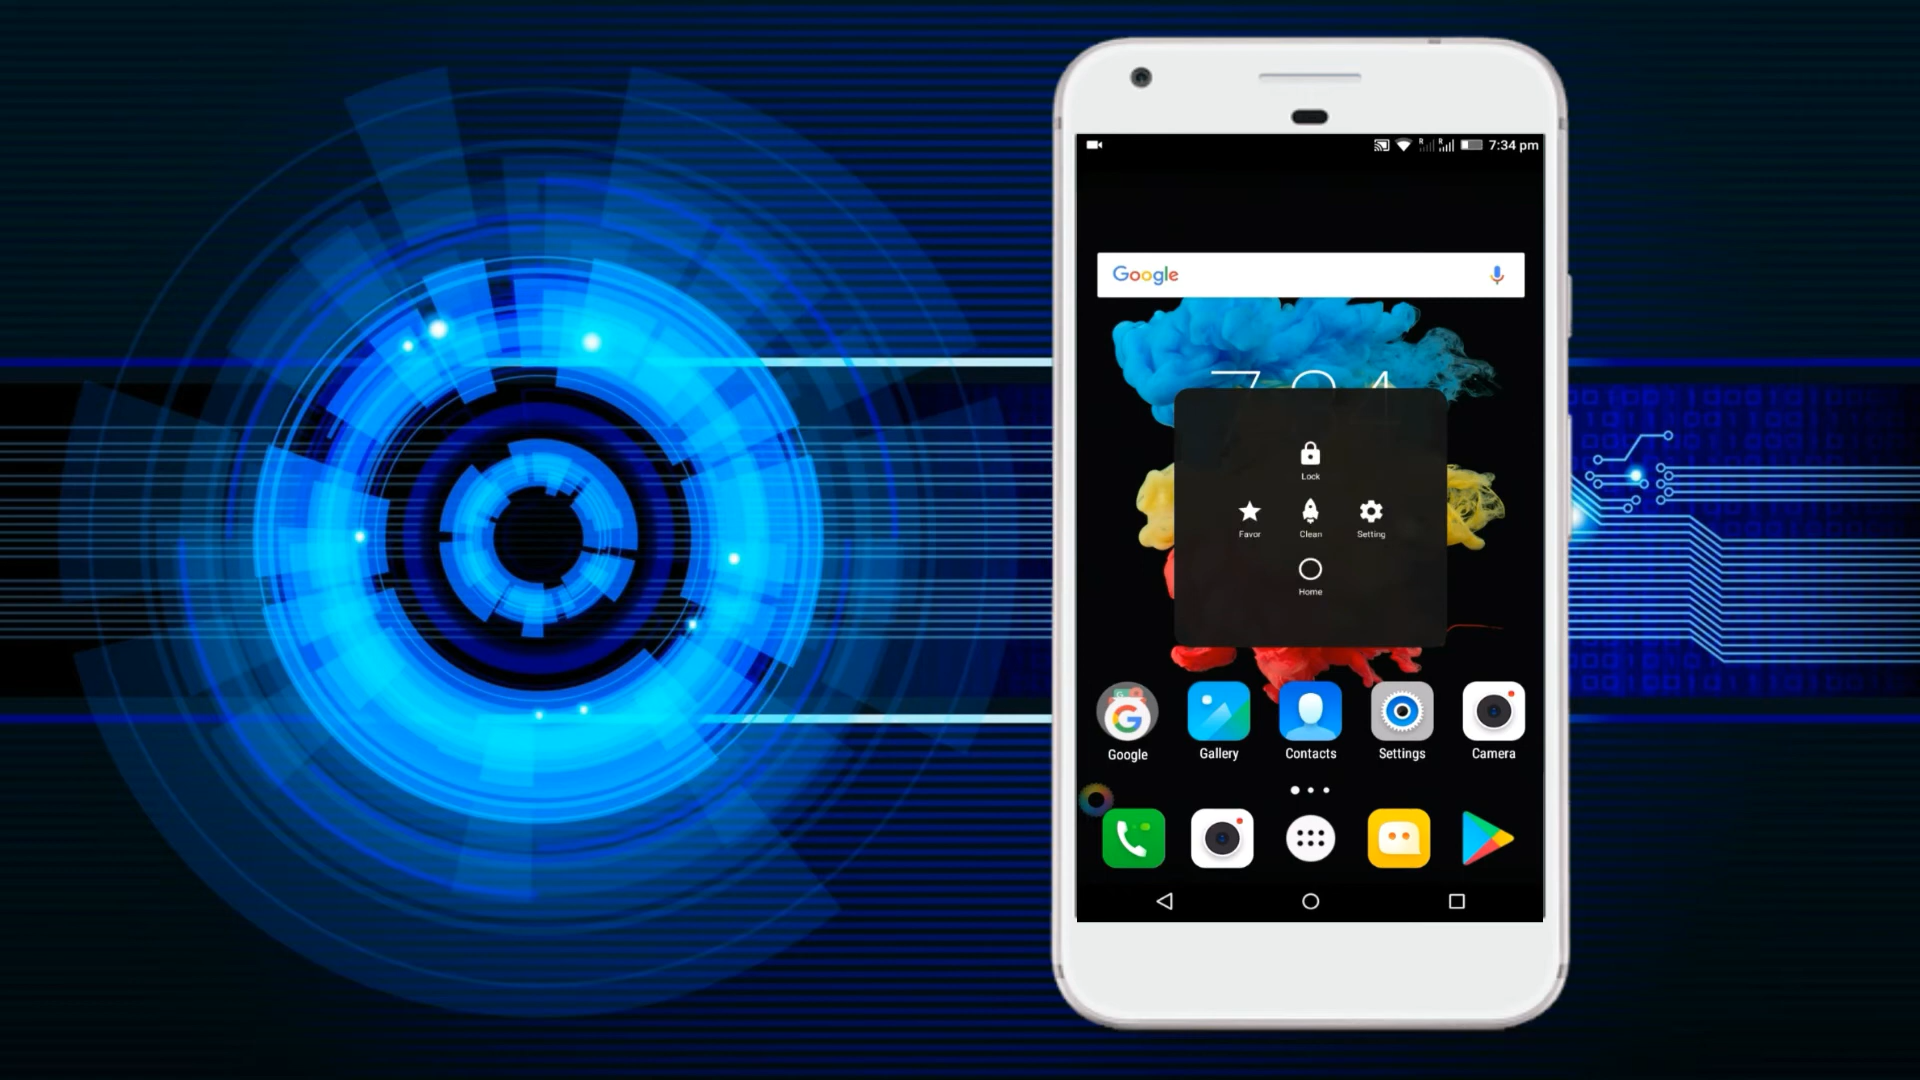 R R 7:34 pm
Google
Lock
Favor Clean Setting
Home
Google Gallery Contacts Settings Camera